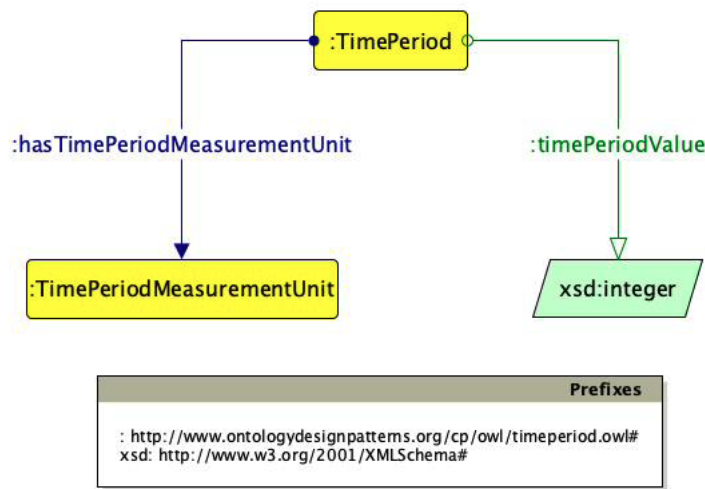 :TimePeriod
:hasTimePeriodMeasurementUnit
:timePeriodValue
:TimePeriodMeasurementUnit
xsd:integer
Prefixes
: http://www.ontologydesignpatterns.org/cp/owl/timeperiod.owl#
xsd: http://www.w3.org/2001/XMLSchema#